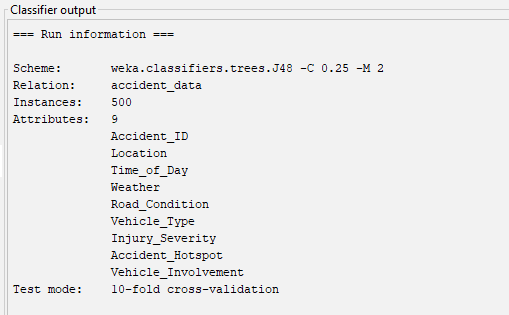 Classifier output
=== Run information ===
Scheme: weka.classifiers.trees.J48 -C 0.25 -M 2
Relation: accident_data
Instances: 500
Attributes: 9
Accident_ID
Location
Time_of_Day
Weather
Road_Condition
Vehicle_Type
Injury_Severity
Accident_Hotspot
Vehicle_Involvement
Test mode: 10-fold cross-validation